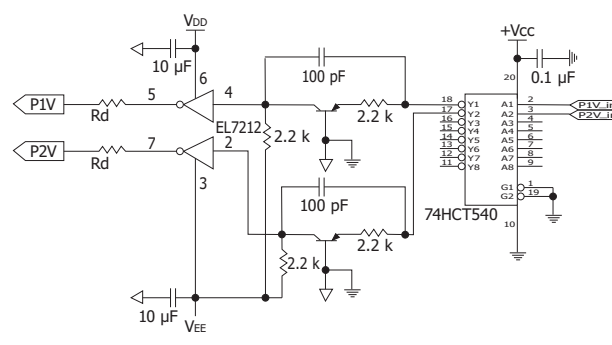 VDD
+VCC
10 µF
6
100 pF
20
0.1 µF
P1V
Rd
5
4
EL7212
2.2 k
2.2 k
18 Y1 A1 2 P1V_in
17 Y2 A2 3 P2V_in
16 Y3 A3 4
15 Y4 A4 5
14 Y5 A5 6
13 Y6 A6 7
12 Y7 A7 8
11 Y8 A8 9
P2V
Rd
7
2
3
100 pF
G1 1
G2 19
74HCT540
10
2.2 k
2.2 k
10 µF
VEE